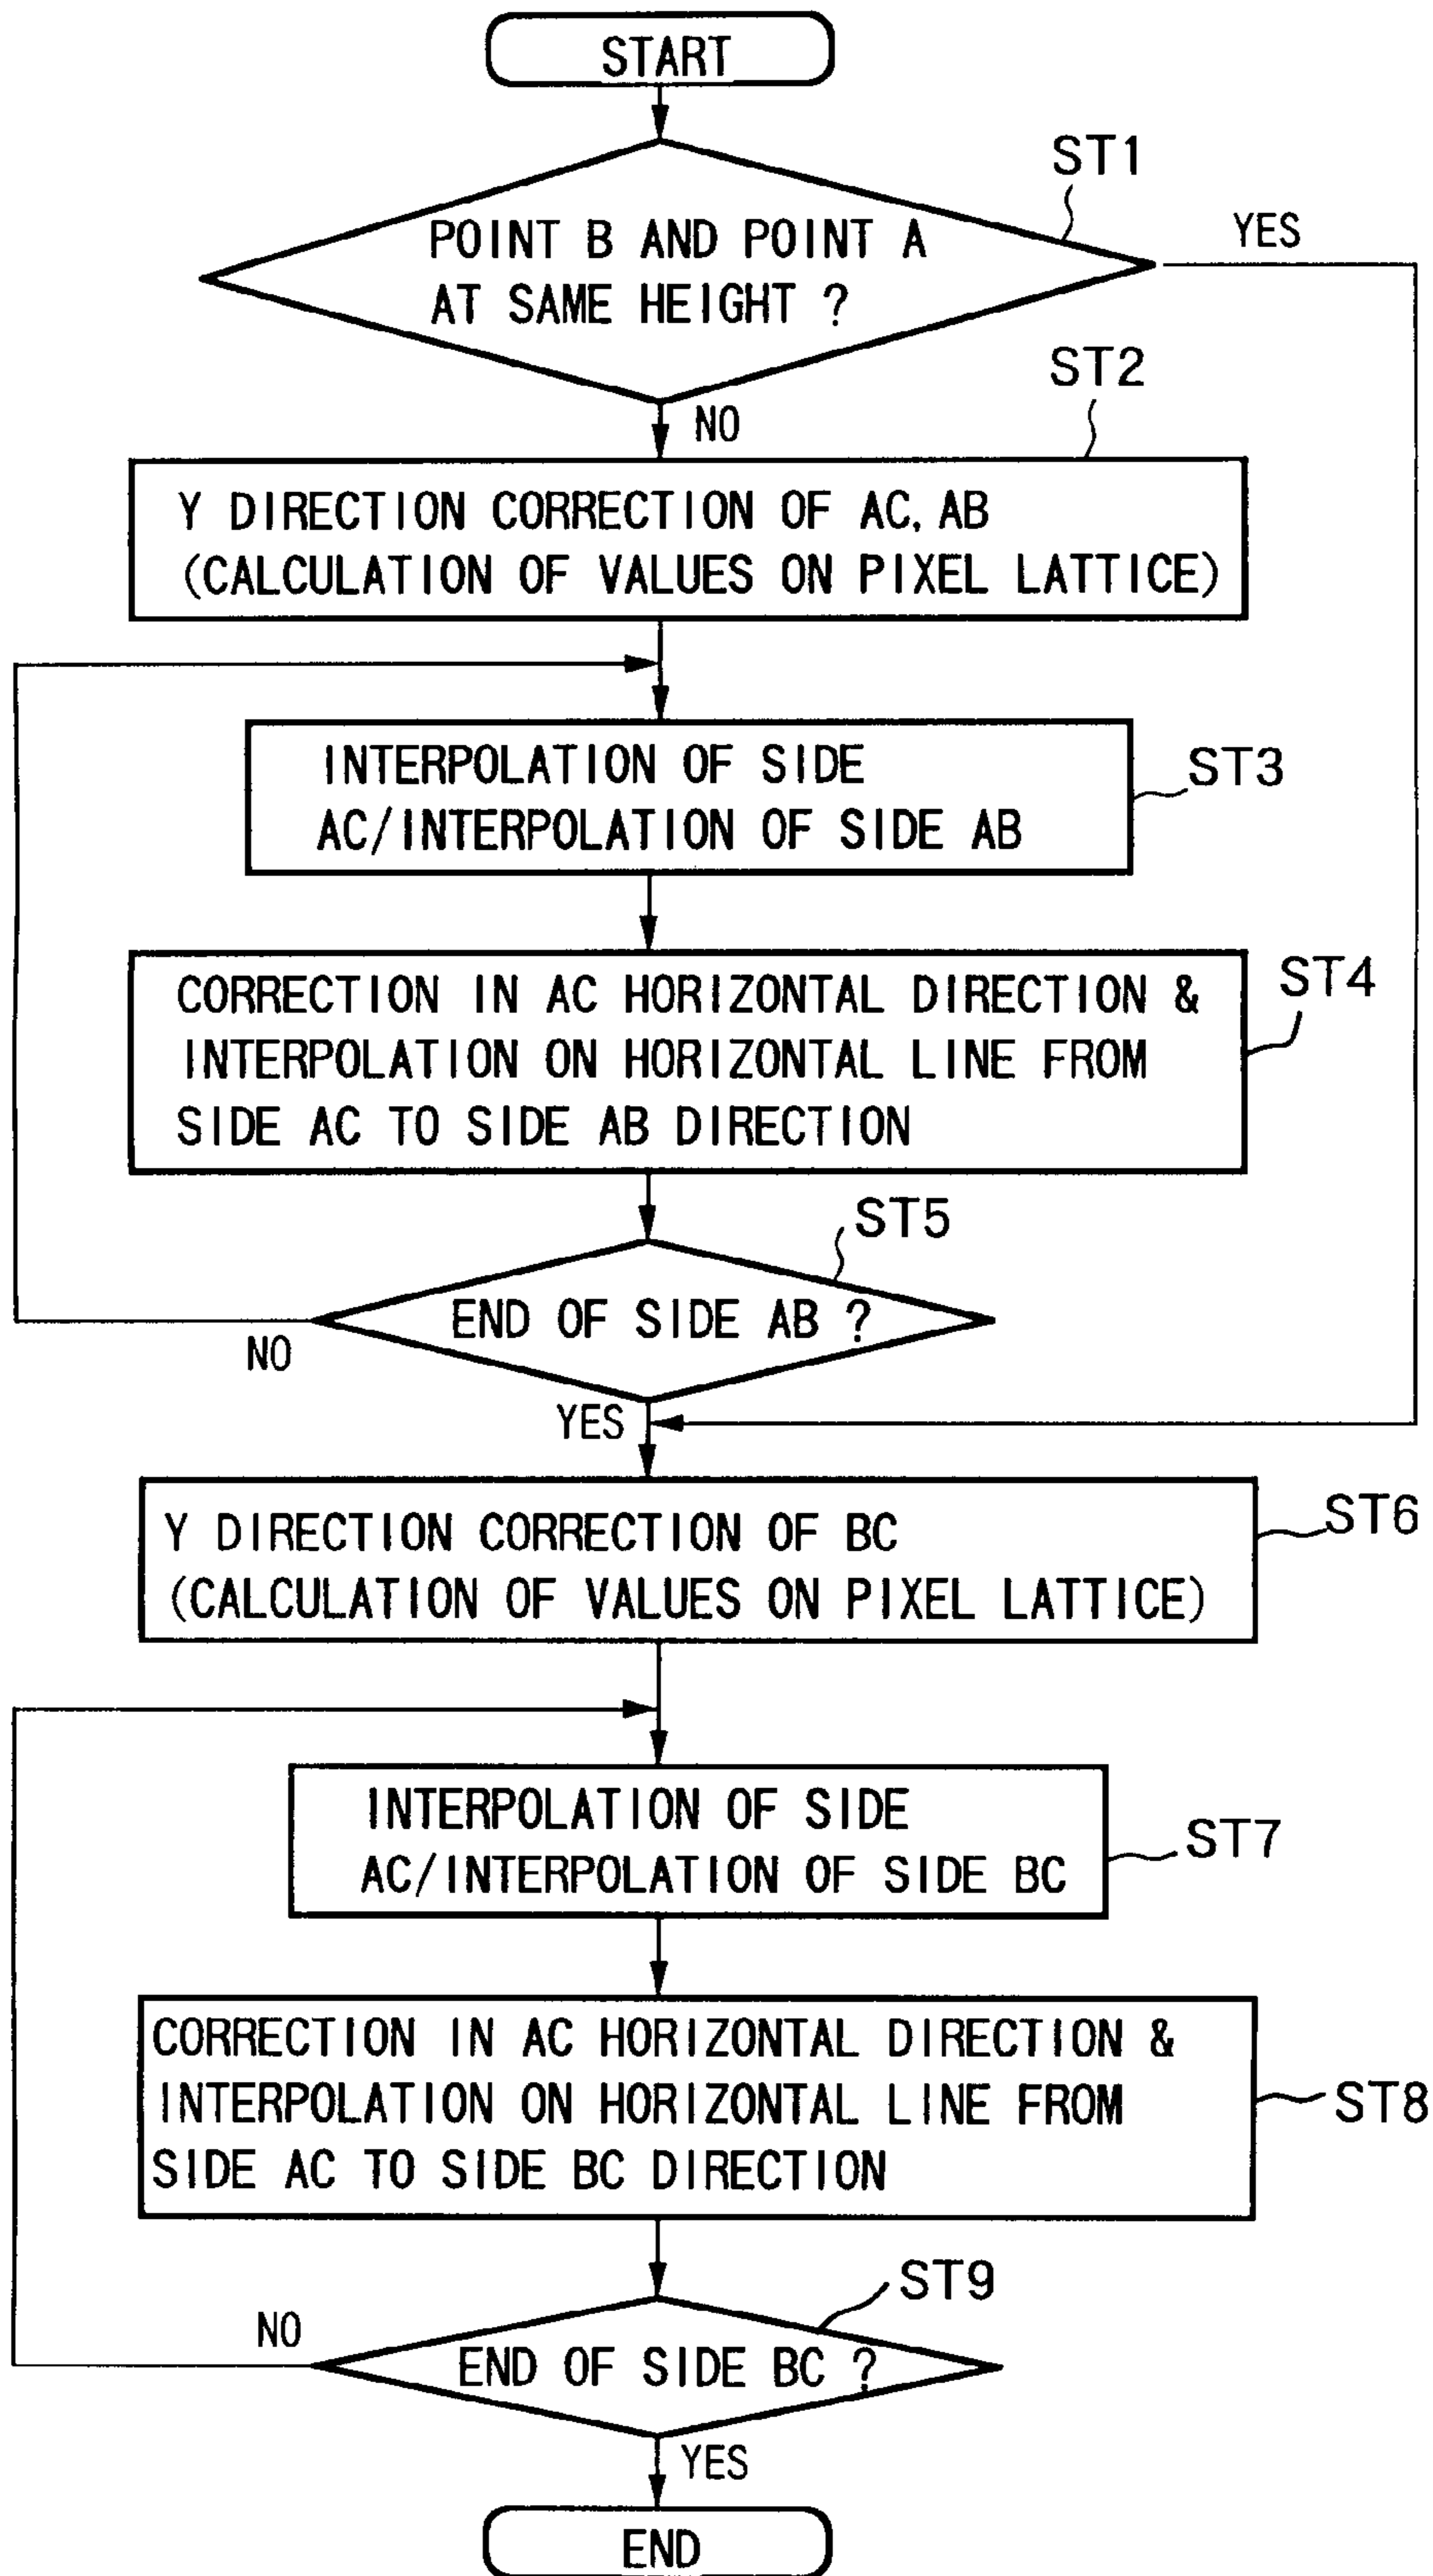 START
ST1
POINT B AND POINT A
AT SAME HEIGHT ?
YES
NO
ST2
Y DIRECTION CORRECTION OF AC, AB
(CALCULATION OF VALUES ON PIXEL LATTICE)
INTERPOLATION OF SIDE
AC/INTERPOLATION OF SIDE AB
ST3
CORRECTION IN AC HORIZONTAL DIRECTION &
INTERPOLATION ON HORIZONTAL LINE FROM
SIDE AC TO SIDE AB DIRECTION
ST4
ST5
END OF SIDE AB ?
NO
YES
Y DIRECTION CORRECTION OF BC
(CALCULATION OF VALUES ON PIXEL LATTICE)
ST6
INTERPOLATION OF SIDE
AC/INTERPOLATION OF SIDE BC
ST7
CORRECTION IN AC HORIZONTAL DIRECTION &
INTERPOLATION ON HORIZONTAL LINE FROM
SIDE AC TO SIDE BC DIRECTION
ST8
ST9
NO
END OF SIDE BC ?
YES
END